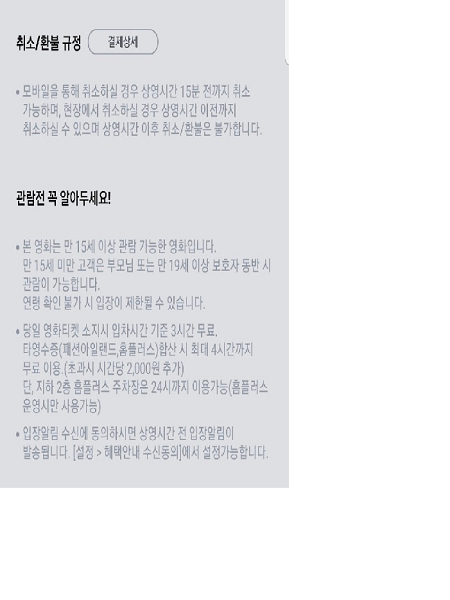 취소/환불 규정 결제상세
• 모바일을 통해 취소하실 경우 상영시간 15분 전까지 취소
가능하며, 현장에서 취소하실 경우 상영시간 이전까지
취소하실 수 있으며 상영시간 이후 취소/환불은 불가합니다.
관람전 꼭 알아두세요!
• 본 영화는 만 15세 이상 관람 가능한 영화입니다.
만 15세 미만 고객은 부모님 또는 만 19세 이상 보호자 동반 시
관람이 가능합니다.
연령 확인 불가 시 입장이 제한될 수 있습니다.
• 당일 영화티켓 소지시 입차시간 기준 3시간 무료.
타영수증(패션아일랜드,홈플러스)합산 시 최대 4시간까지
무료 이용.(초과시 시간당 2,000원 추가)
단, 지하 2층 홈플러스 주차장은 24시까지 이용가능(홈플러스
운영시만 사용가능)
• 입장알림 수신에 동의하시면 상영시간 전 입장알림이
발송됩니다. [설정 > 혜택안내 수신동의]에서 설정가능합니다.